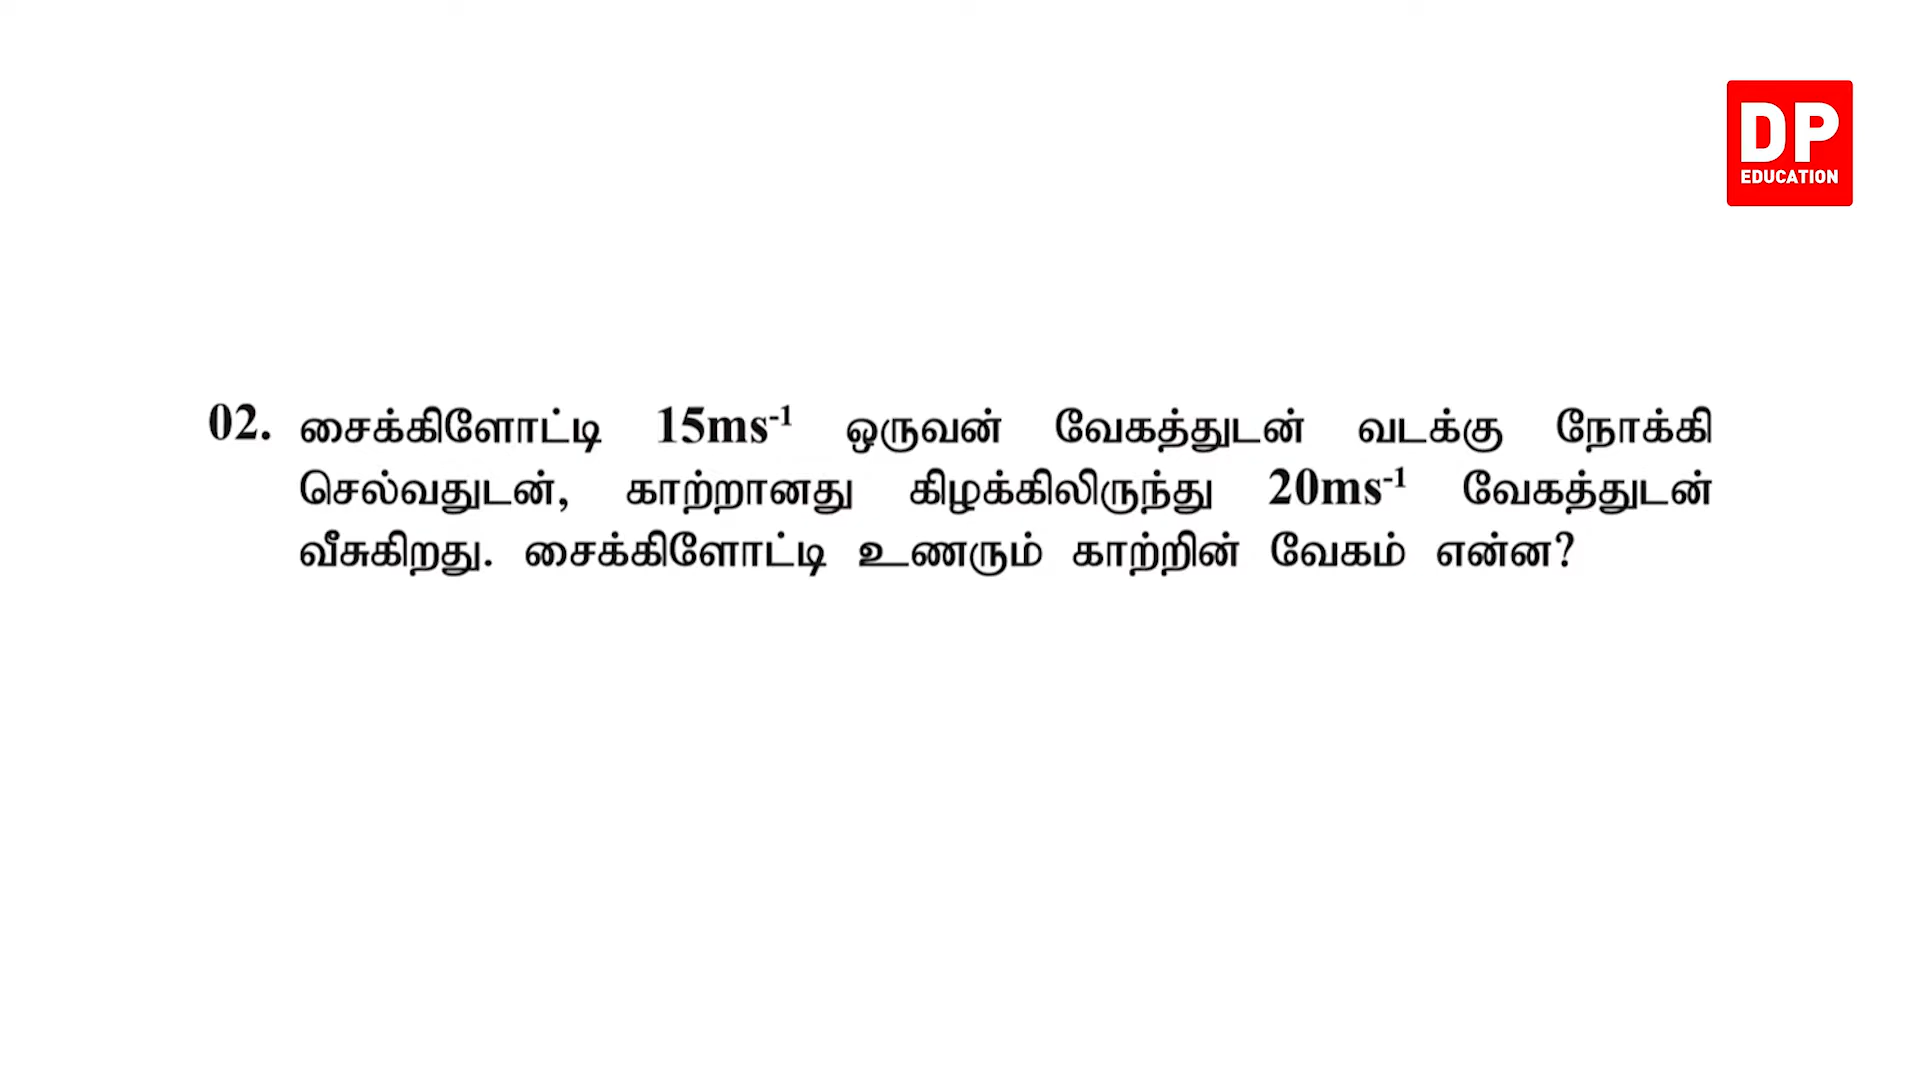 DP
EDUCATION
02. சைக்கிளோட்டி 15ms⁻¹ ஒருவன் வேகத்துடன் வடக்கு நோக்கி
செல்வதுடன், காற்றானது கிழக்கிலிருந்து 20ms⁻¹ வேகத்துடன்
வீசுகிறது. சைக்கிளோட்டி உணரும் காற்றின் வேகம் என்ன?